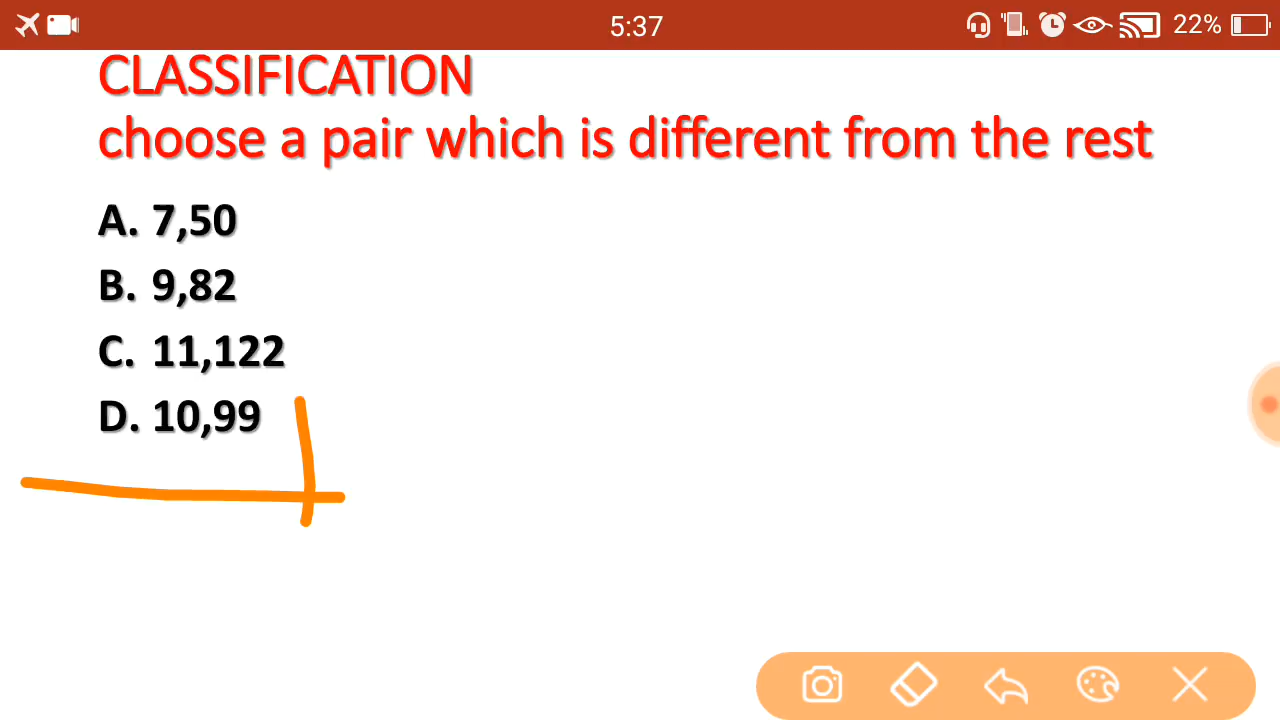 5:37
22%
CLASSIFICATION
choose a pair which is different from the rest
A. 7,50
B. 9,82
C. 11,122
D. 10,99